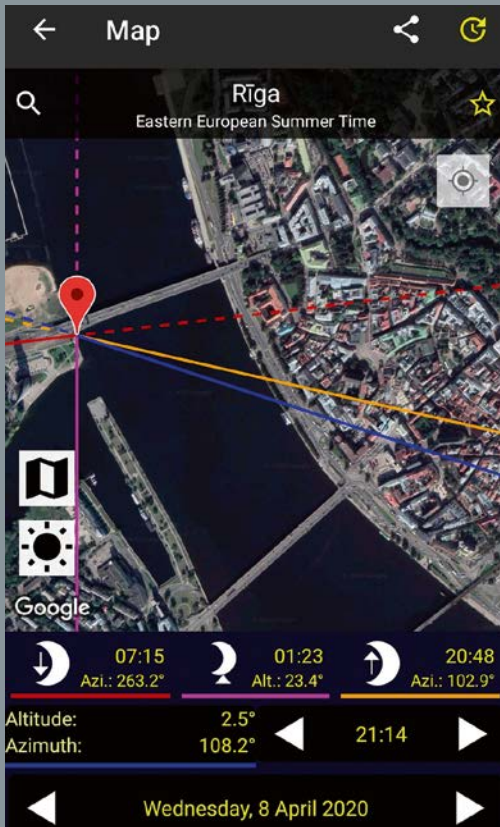 Map
Rīga
Eastern European Summer Time
Google
07:15
Azi.: 263.2°
01:23
Alt.: 23.4°
20:48
Azi.: 102.9°
Altitude: 2.5°
Azimuth: 108.2°
21:14
Wednesday, 8 April 2020